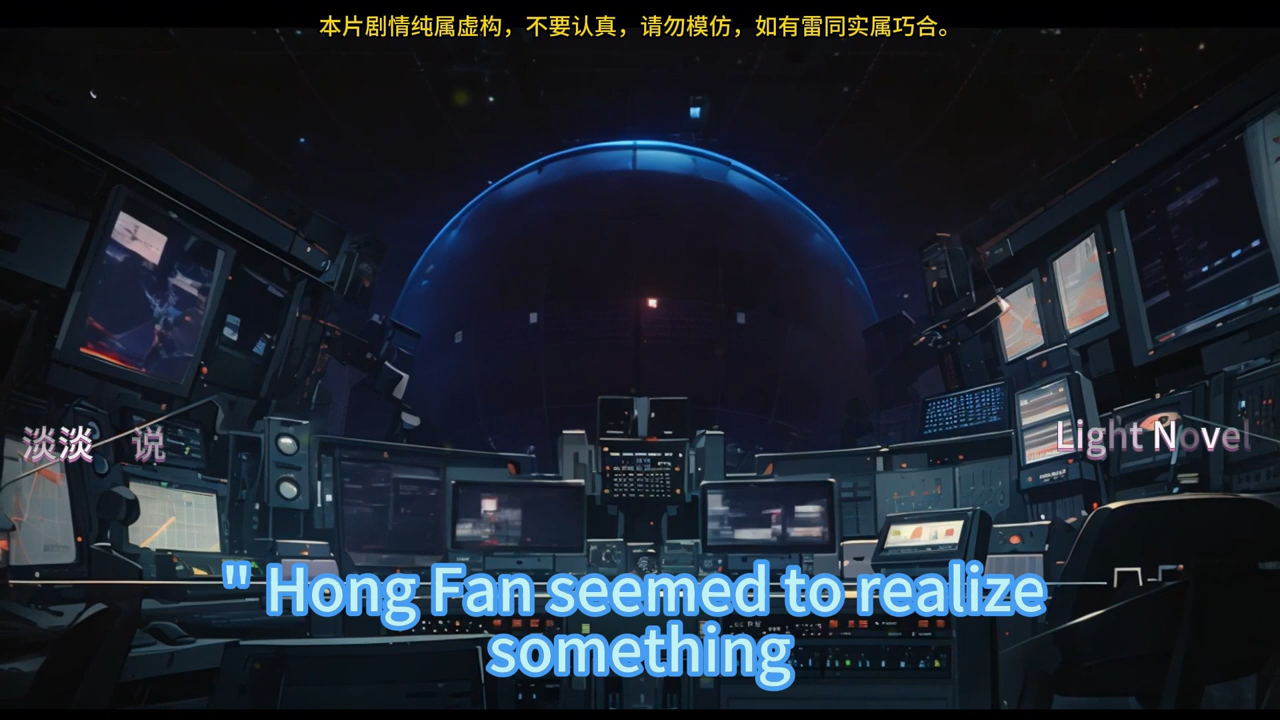 本片剧情纯属虚构，不要认真，请勿模仿，如有雷同实属巧合。
淡淡 说
Light Novel
" Hong Fan seemed to realize
something